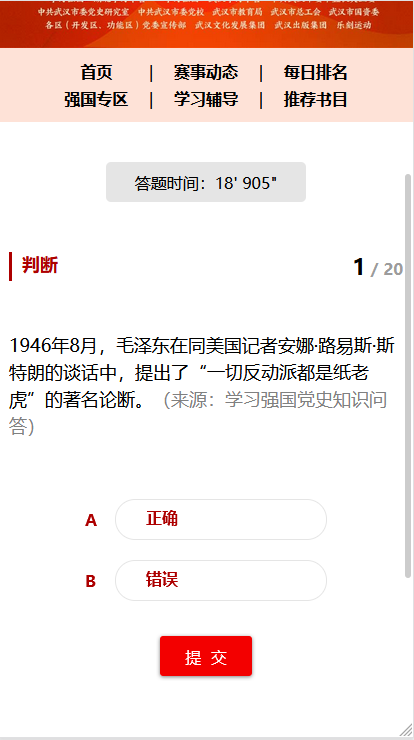 中共武汉市委党史研究室 中共武汉市委党校 武汉市教育局 武汉市总工会 武汉市国资委
各区（开发区、功能区）党委宣传部 武汉文化发展集团 武汉出版集团 乐刻运动
首页 | 赛事动态 | 每日排名
强国专区 | 学习辅导 | 推荐书目
答题时间：18' 905"
判断 1 / 20
1946年8月，毛泽东在同美国记者安娜·路易斯·斯
特朗的谈话中，提出了“一切反动派都是纸老
虎”的著名论断。（来源：学习强国党史知识问
答）
A 正确
B 错误
提 交